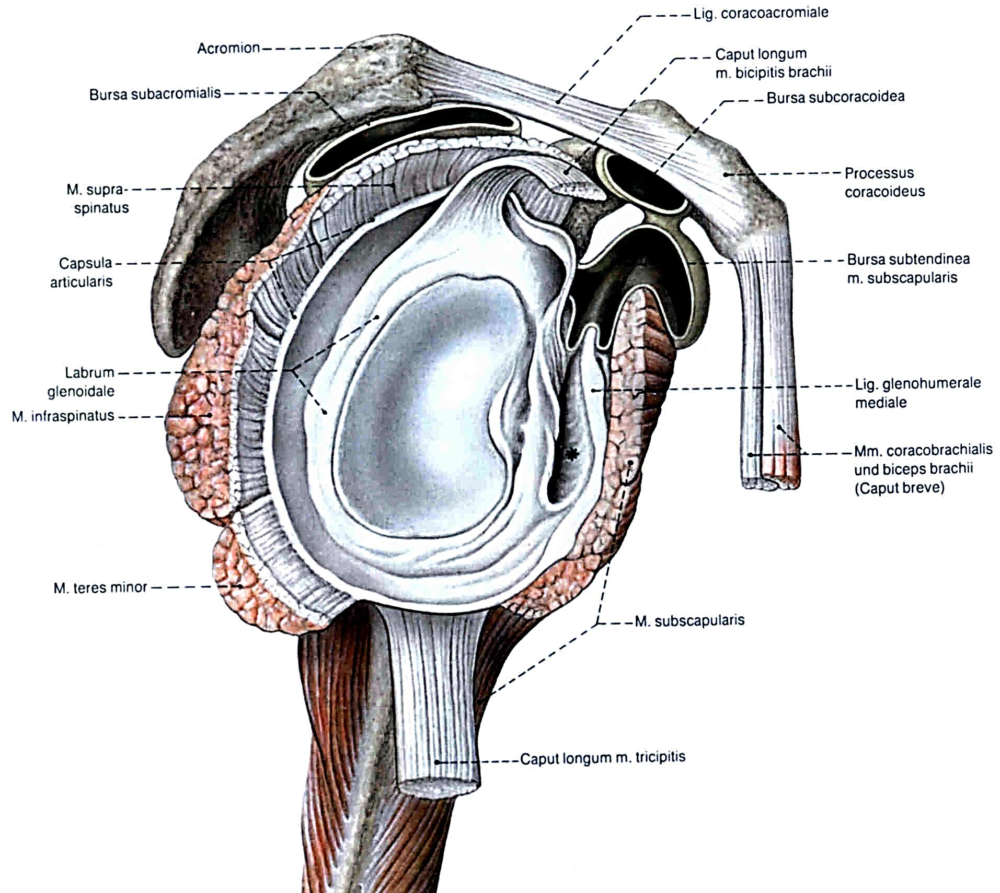 Lig. coracoacromiale
Acromion
Caput longum
m. bicipitis brachii
Bursa subacromialis
Bursa subcoracoidea
Processus
coracoideus
M. supra-
spinatus
Capsula
articularis
Bursa subtendinea
m. subscapularis
Labrum
glenoidale
Lig. glenohumerale
mediale
M. infraspinatus
Mm. coracobrachialis
und biceps brachii
(Caput breve)
M. teres minor
M. subscapularis
Caput longum m. tricipitis